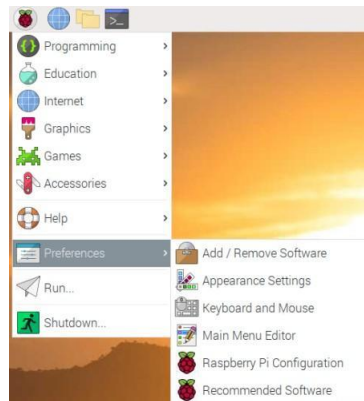 Programming
Education
Internet
Graphics
Games
Accessories
Help
Preferences
Run...
Shutdown...
Add / Remove Software
Appearance Settings
Keyboard and Mouse
Main Menu Editor
Raspberry Pi Configuration
Recommended Software